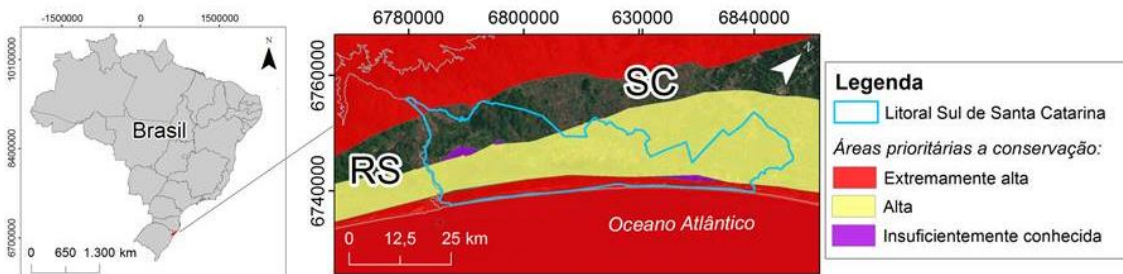 -1500000 0 1500000
10100000
8400000
6700000
N
Brasil
0 650 1.300 km
6780000 6800000 6300000 6840000
6760000
6740000
N
SC
RS
Oceano Atlântico
0 12,5 25 km
Legenda
Litoral Sul de Santa Catarina
Áreas prioritárias a conservação:
Extremamente alta
Alta
Insuficientemente conhecida